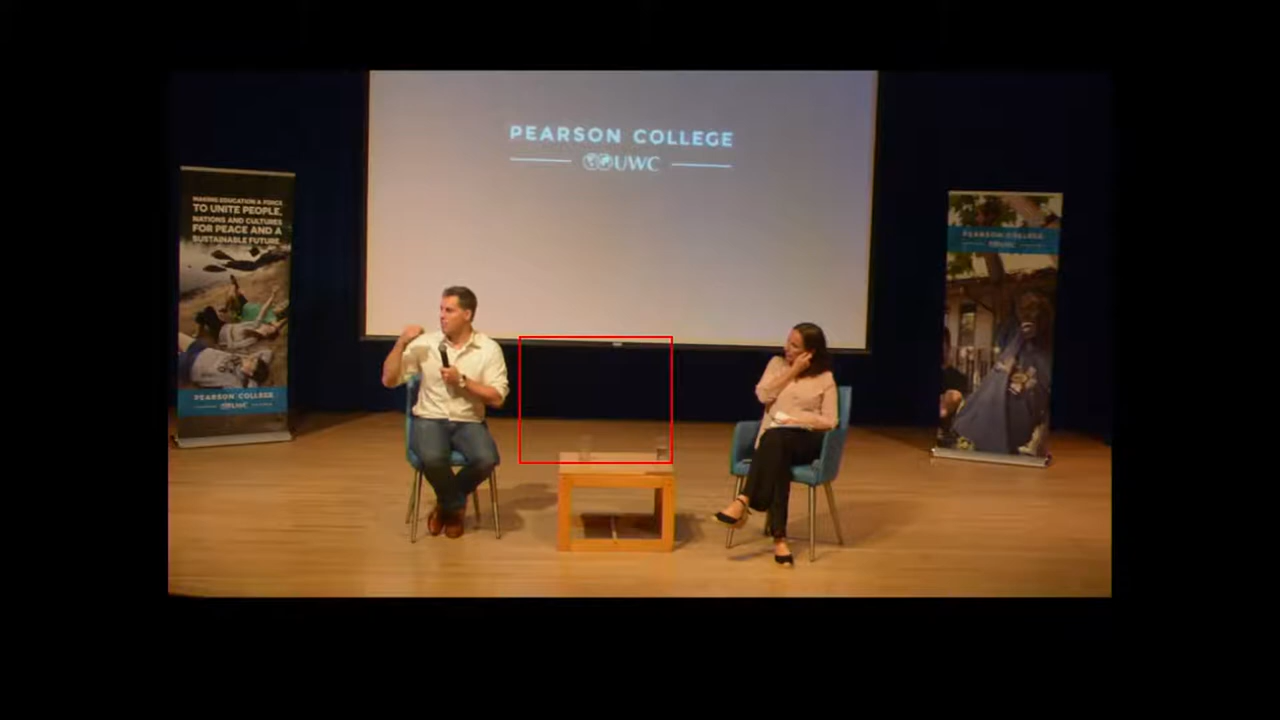 PEARSON COLLEGE
UWC
MAKING EDUCATION A FORCE
TO UNITE PEOPLE,
NATIONS AND CULTURES
FOR PEACE AND A
SUSTAINABLE FUTURE
PEARSON COLLEGE
UWC
PEARSON COLLEGE
UWC